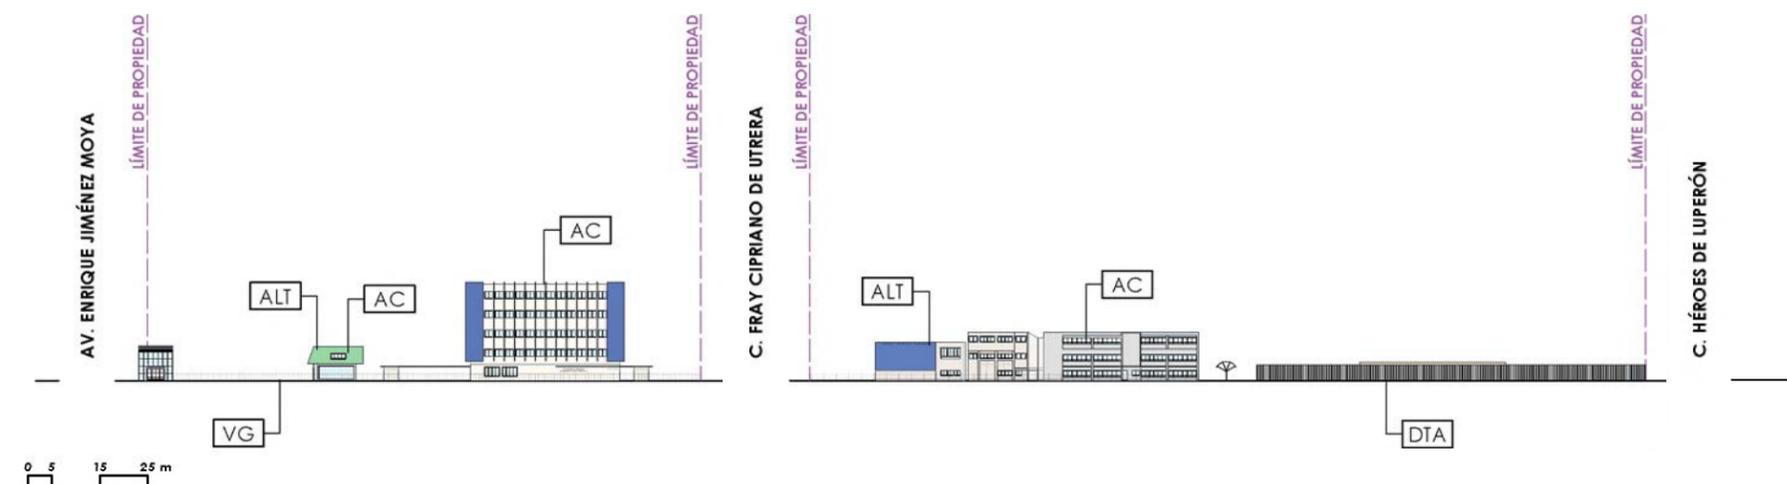 AV. ENRIQUE JIMÉNEZ MOYA
LÍMITE DE PROPIEDAD
ALT
AC
AC
VG
LÍMITE DE PROPIEDAD
C. FRAY CIPRIANO DE UTRERA
LÍMITE DE PROPIEDAD
ALT
AC
DTA
LÍMITE DE PROPIEDAD
C. HÉROES DE LUPERÓN
0 5 15 25 m